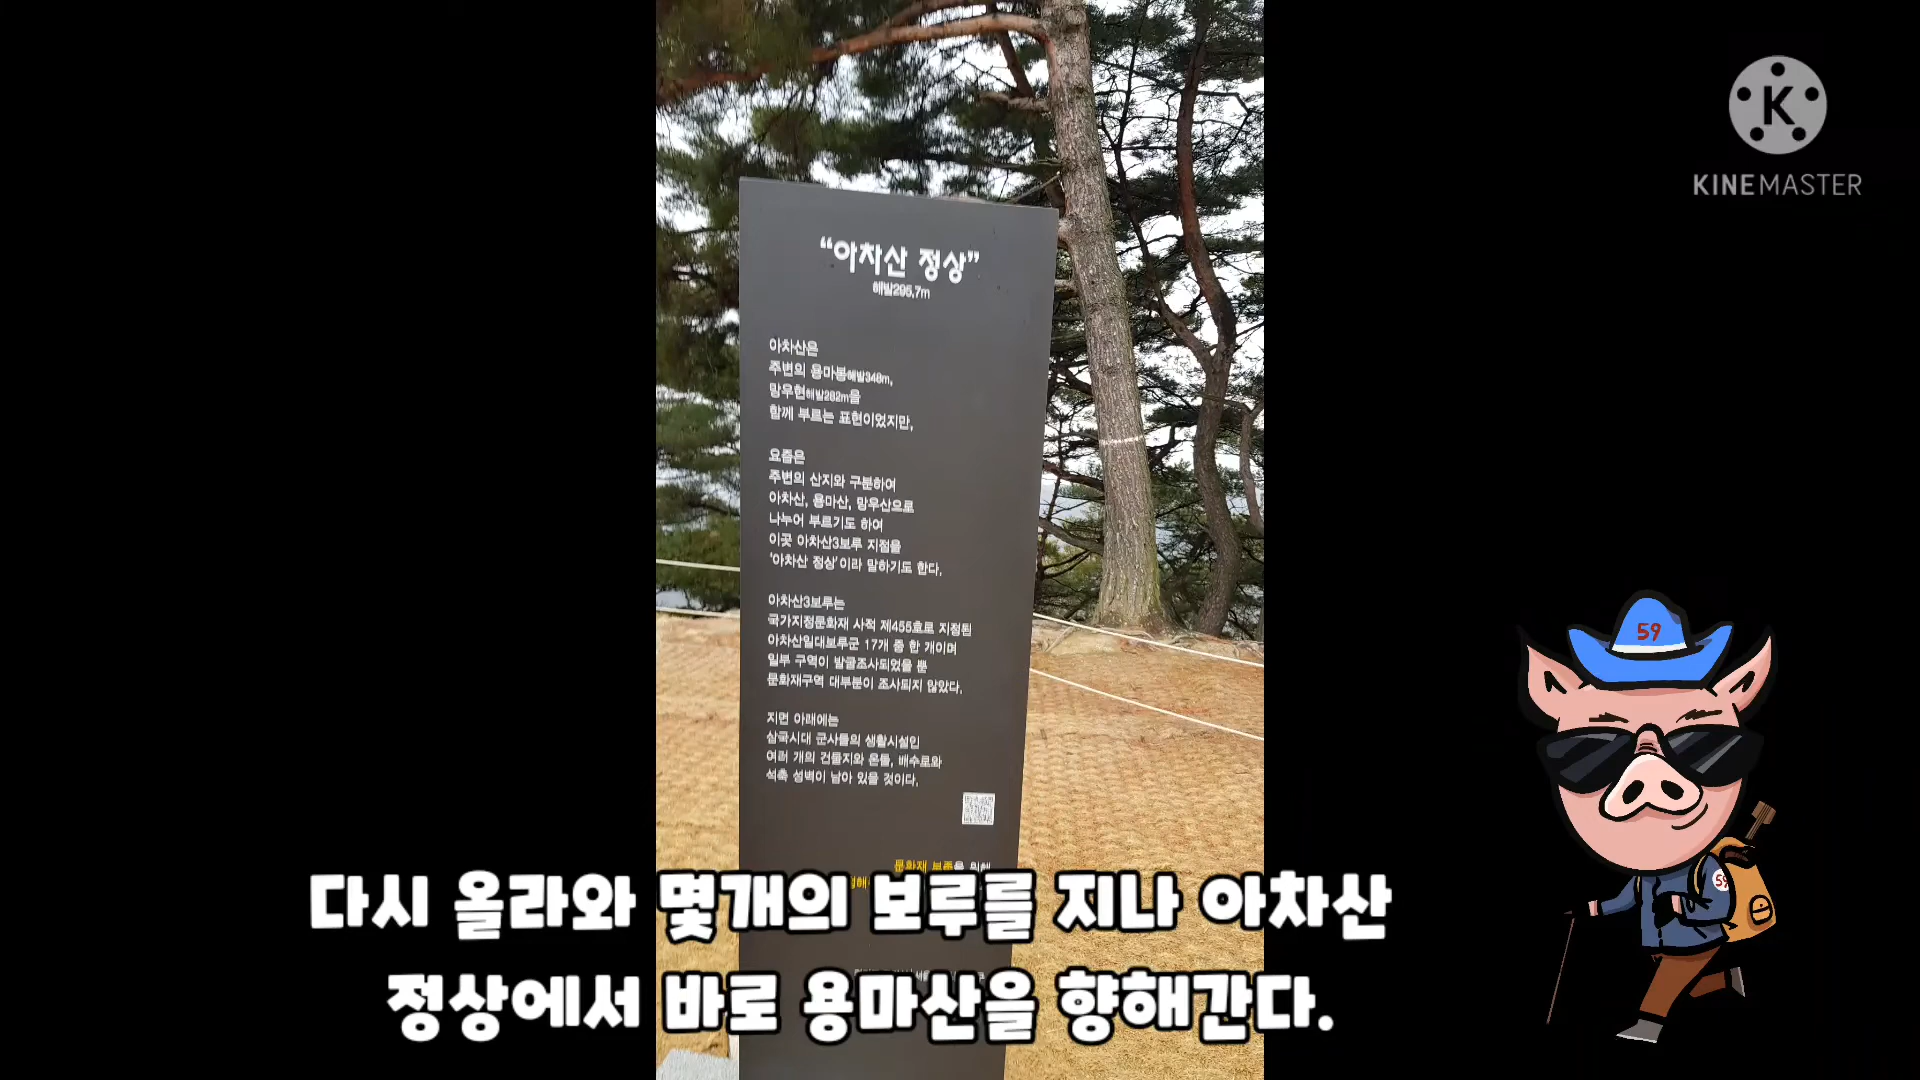 KINEMASTER
“아차산 정상”
해발295.7m
아차산은
주변의 용마봉해발348m,
망우현해발282m을
함께 부르는 표현이었지만,
요즘은
주변의 산지와 구분하여
아차산, 용마산, 망우산으로
나누어 부르기도 하여
이곳 아차산3보루 지점을
‘아차산 정상’이라 말하기도 한다.
아차산3보루는
국가지정문화재 사적 제455호로 지정된
아차산일대보루군 17개 중 한 개이며
일부 구역이 발굴조사되었을 뿐
문화재구역 대부분이 조사되지 않았다.
지면 아래에는
삼국시대 군사들의 생활시설인
여러 개의 건물지와 온돌, 배수로와
석축 성벽이 남아 있을 것이다.
문화재 보존을 위해
다시 올라와 몇개의 보루를 지나 아차산
정상에서 바로 용마산을 향해간다.
59
59